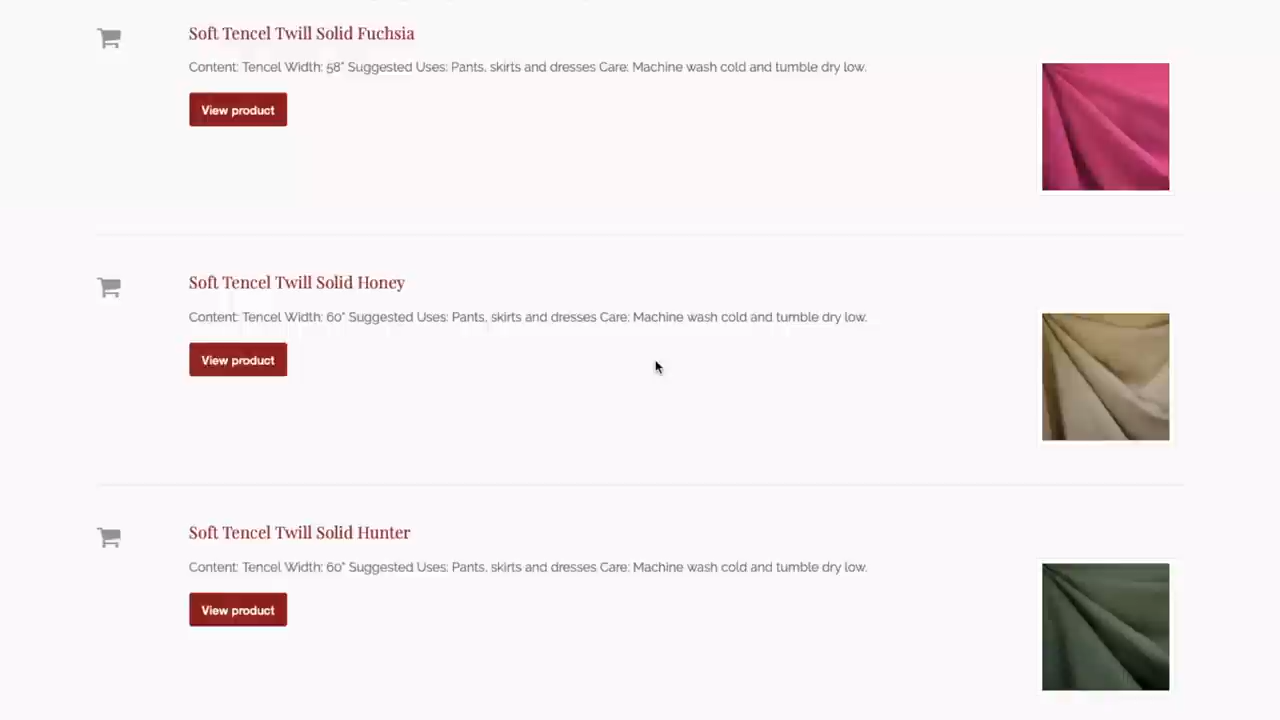 Soft Tencel Twill Solid Fuchsia
Content: Tencel Width: 58" Suggested Uses: Pants, skirts and dresses Care: Machine wash cold and tumble dry low.
View product
Soft Tencel Twill Solid Honey
Content: Tencel Width: 60" Suggested Uses: Pants, skirts and dresses Care: Machine wash cold and tumble dry low.
View product
Soft Tencel Twill Solid Hunter
Content: Tencel Width: 60" Suggested Uses: Pants, skirts and dresses Care: Machine wash cold and tumble dry low.
View product